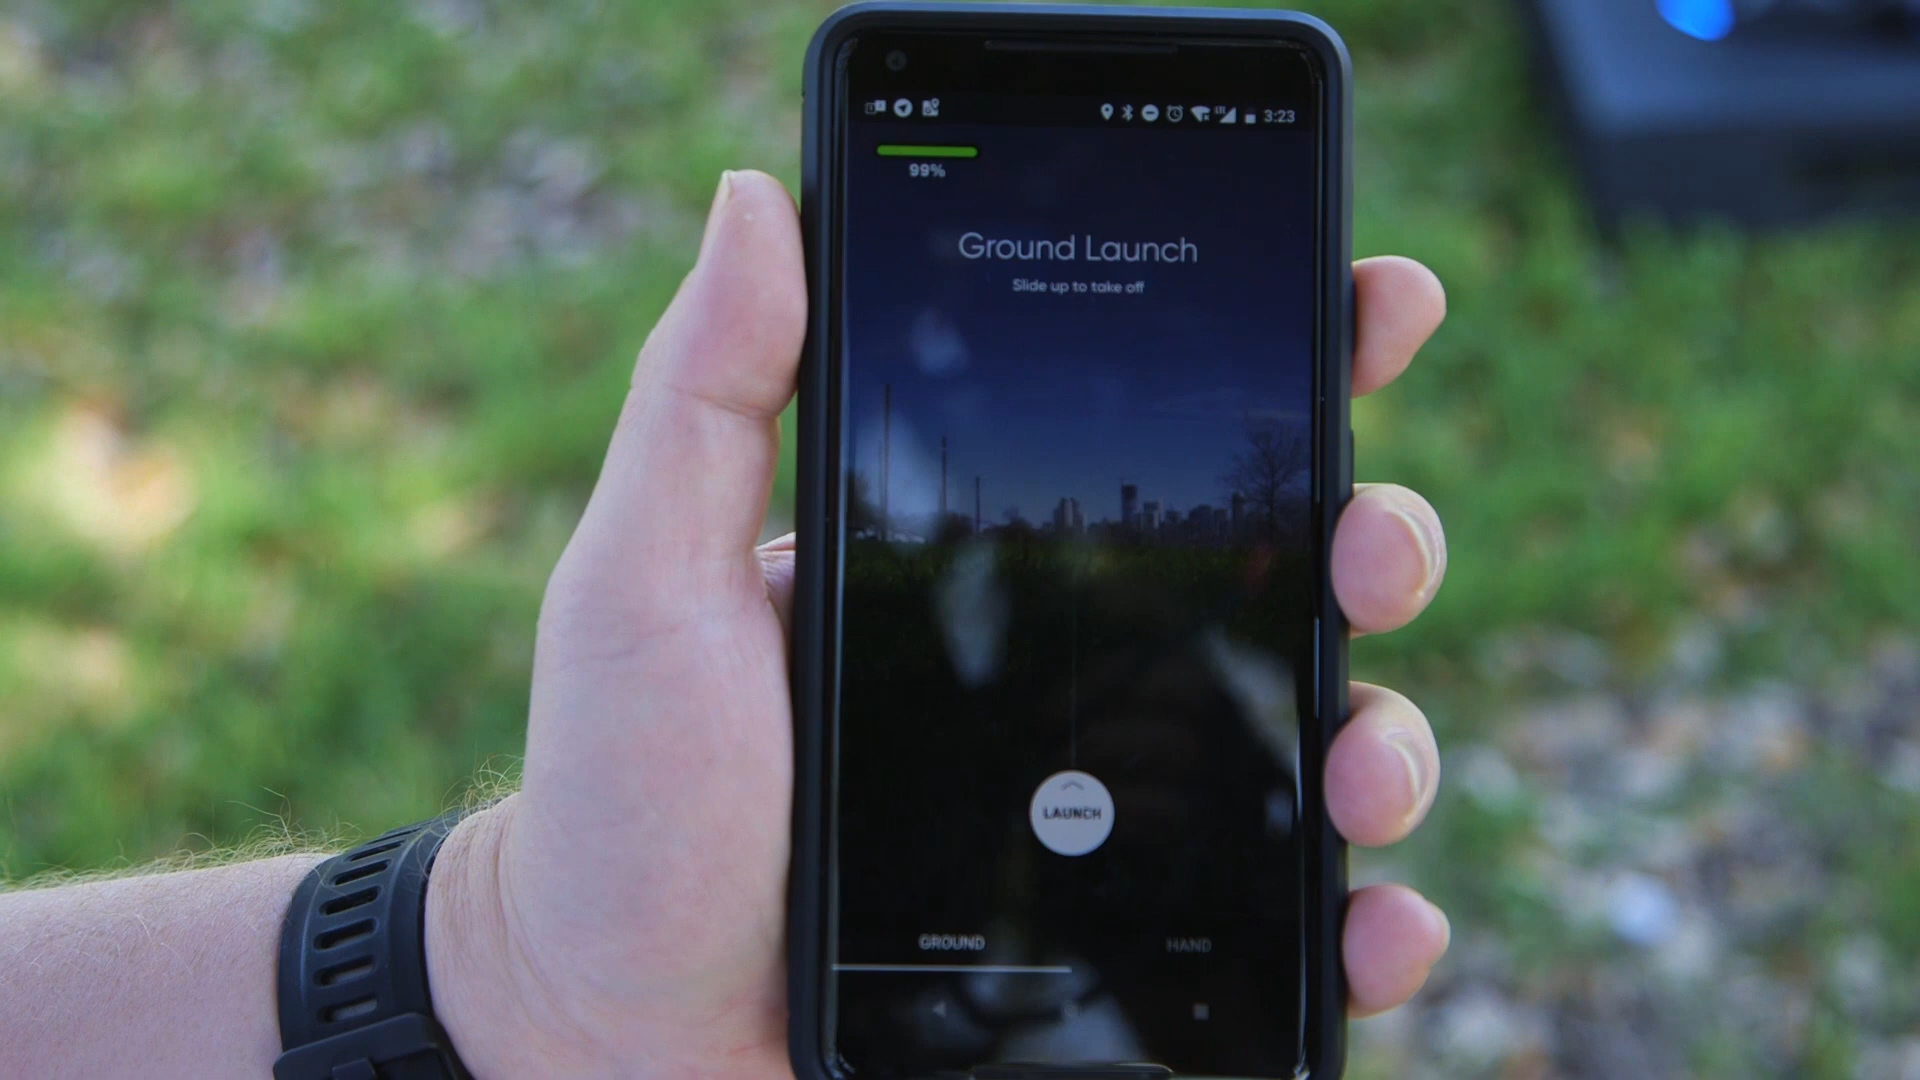 3:23
99%
Ground Launch
Slide up to take off
LAUNCH
GROUND HAND